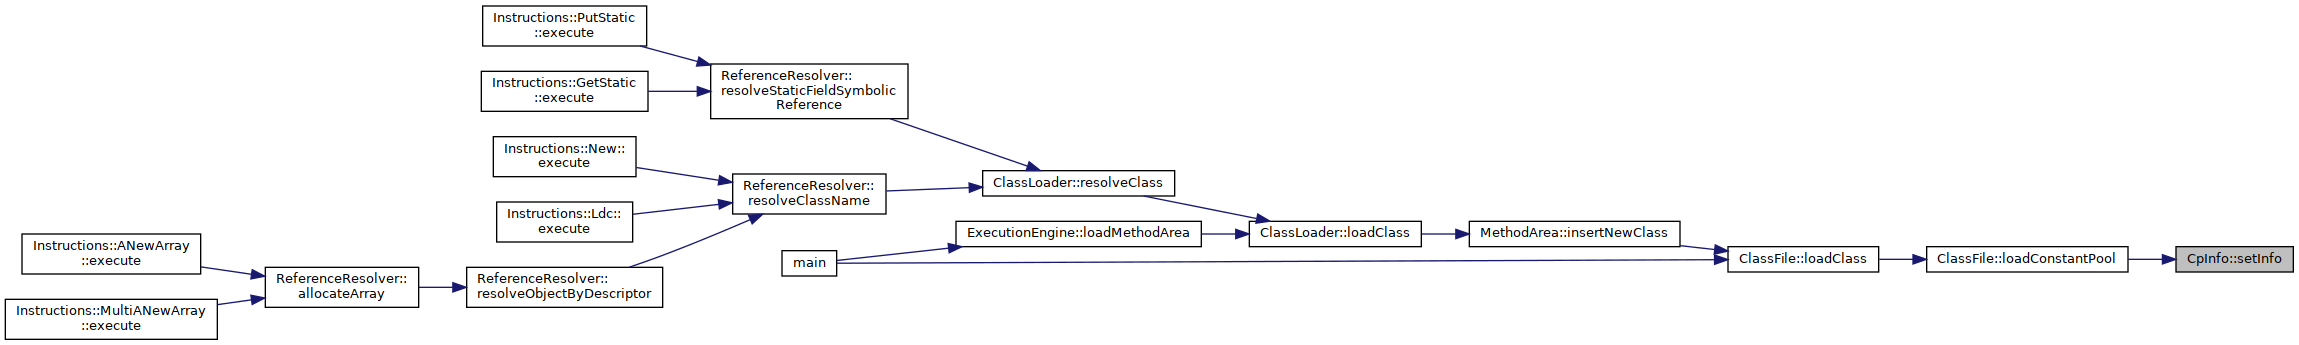 Instructions::PutStatic
::execute
Instructions::GetStatic
::execute
ReferenceResolver::
resolveStaticFieldSymbolic
Reference
Instructions::New::
execute
Instructions::Ldc::
execute
ReferenceResolver::
resolveClassName
ClassLoader::resolveClass
Instructions::ANewArray
::execute
Instructions::MultiANewArray
::execute
ReferenceResolver::
allocateArray
ReferenceResolver::
resolveObjectByDescriptor
main
ExecutionEngine::loadMethodArea
ClassLoader::loadClass
MethodArea::insertNewClass
ClassFile::loadClass
ClassFile::loadConstantPool
CpInfo::setInfo